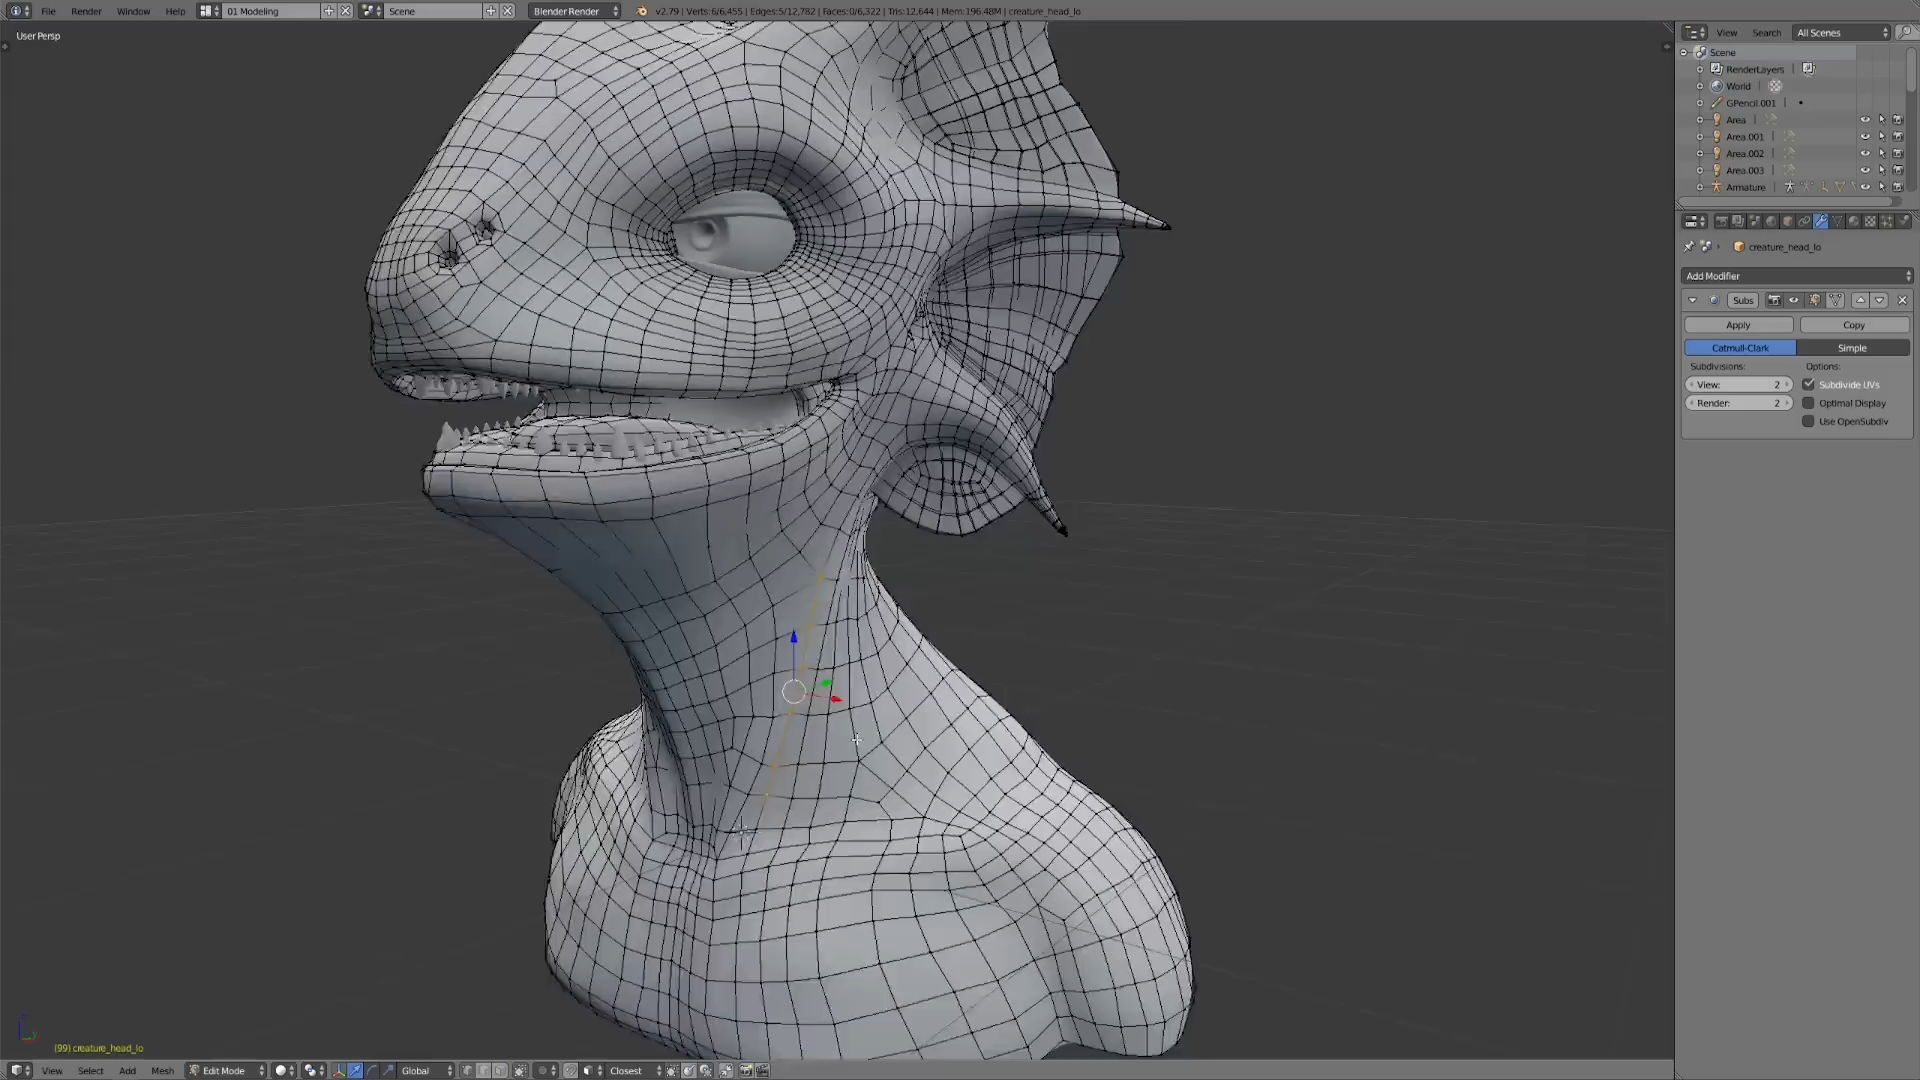 File Render Window Help 01 Modeling Scene Blender Render v2.79 | Verts:6/6,455 | Edges:5/12,782 | Faces:0/6,322 | Tris:12,644 | Mem:196.48M | creature_head_lo
User Persp
View Search All Scenes
Scene
RenderLayers |
World |
GPencil.001 |
Area |
Area.001 |
Area.002 |
Area.003 |
Armature |
creature_head_lo
Add Modifier
Subs
Apply Copy
Catmull-Clark Simple
Subdivisions: Options:
View: 2 Subdivide UVs
Render: 2 Optimal Display
Use OpenSubdiv
(99) creature_head_lo
View Select Add Mesh Edit Mode Global Closest